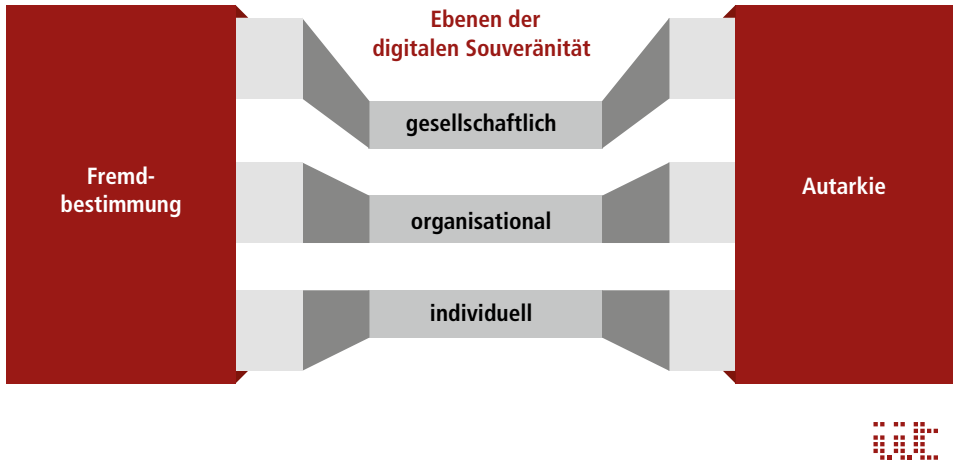 Ebenen der
digitalen Souveränität
gesellschaftlich
Fremd-
bestimmung
Autarkie
organisational
individuell